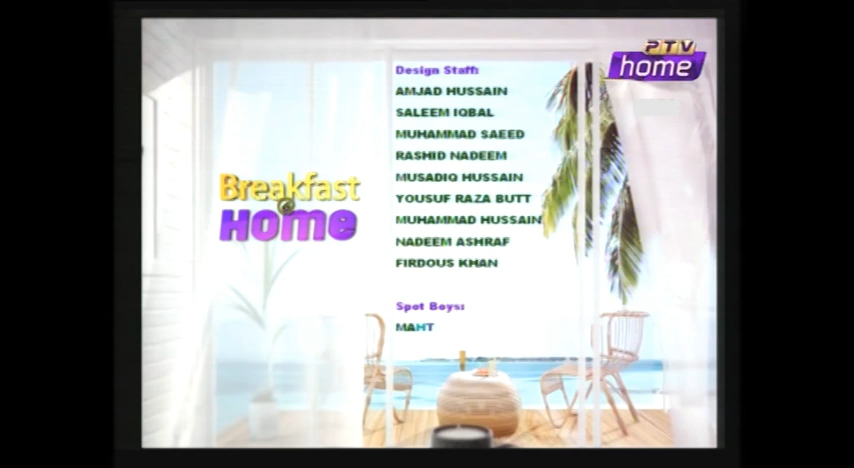 PTV
home
Design Staff:
AMJAD HUSSAIN
SALEEM IQBAL
MUHAMMAD SAEED
RASHID NADEEM
MUSADIQ HUSSAIN
YOUSUF RAZA BUTT
MUHAMMAD HUSSAIN
NADEEM ASHRAF
FIRDOUS KHAN
Breakfast
@
Home
Spot Boys:
MAHT